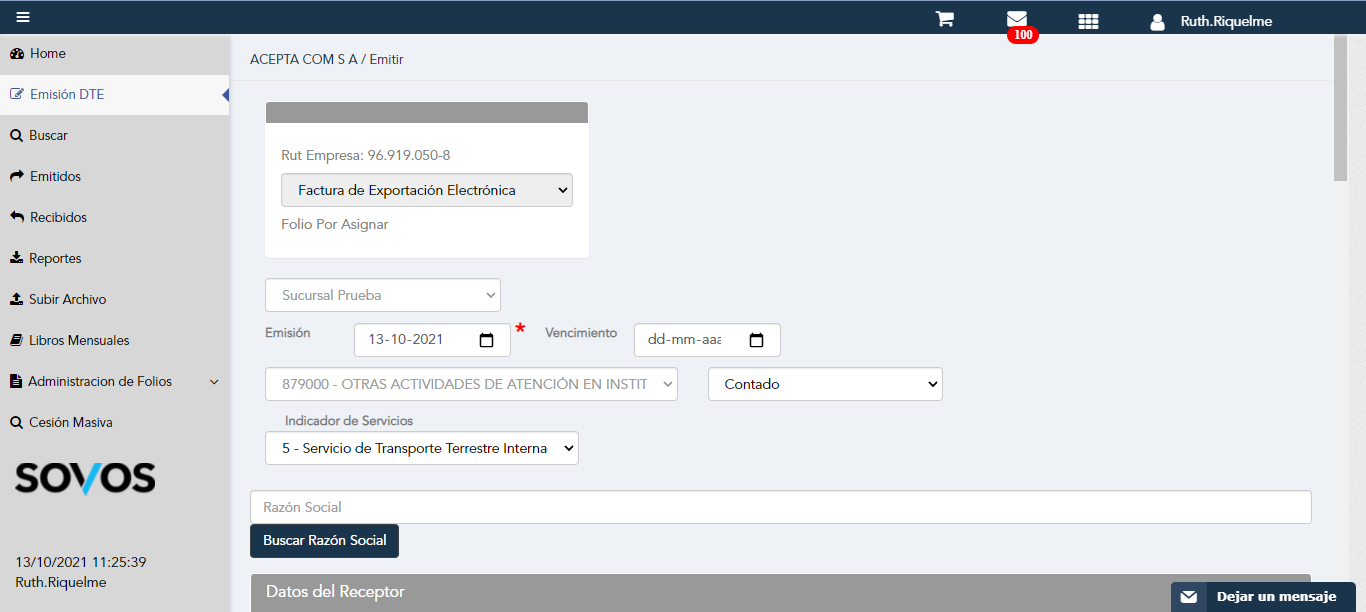 Ruth.Riquelme
100
Home
Emisión DTE
Buscar
Emitidos
Recibidos
Reportes
Subir Archivo
Libros Mensuales
Administracion de Folios
Cesión Masiva
SOVOS
13/10/2021 11:25:39
Ruth.Riquelme
ACEPTA COM S A / Emitir
Rut Empresa: 96.919.050-8
Factura de Exportación Electrónica
Folio Por Asignar
Sucursal Prueba
Emisión 13-10-2021 * Vencimiento dd-mm-aaa
879000 - OTRAS ACTIVIDADES DE ATENCIÓN EN INSTIT Contado
Indicador de Servicios
5 - Servicio de Transporte Terrestre Interna
Razón Social
Buscar Razón Social
Datos del Receptor
Dejar un mensaje